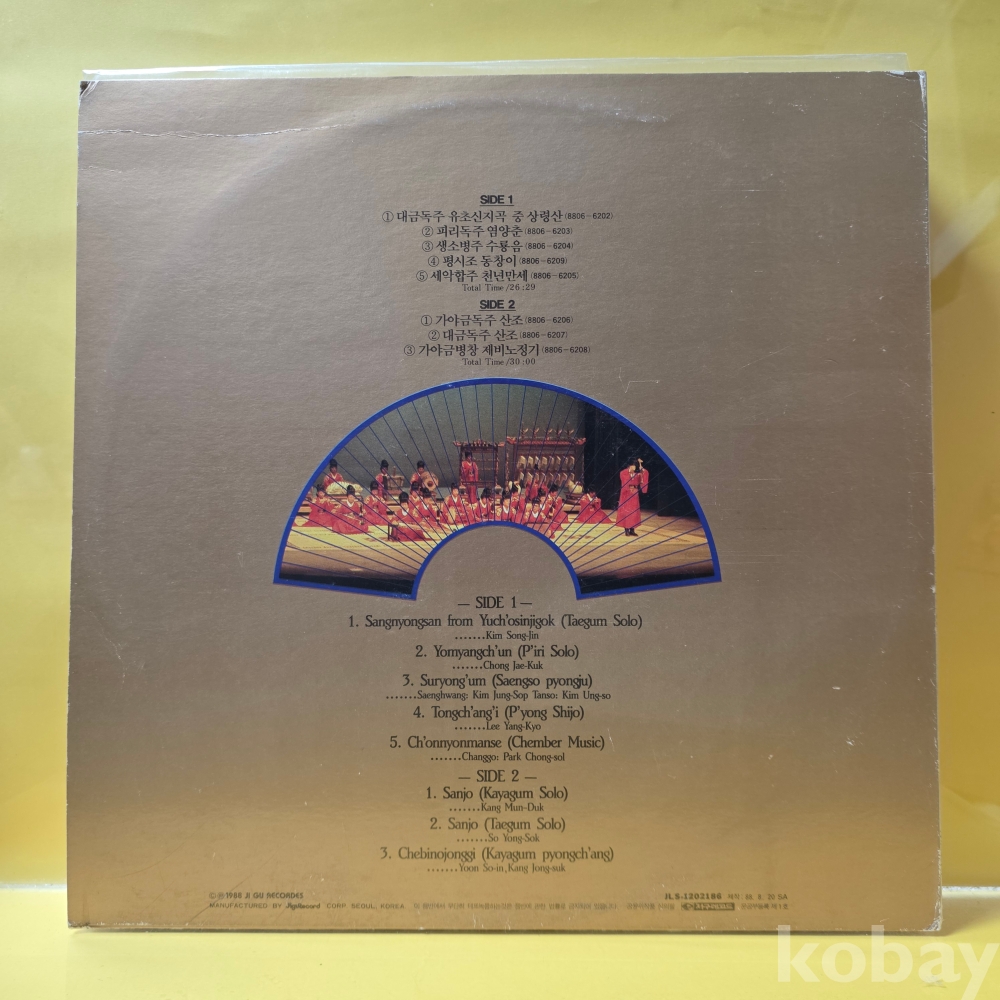 SIDE 1
① 대금독주 유초신지곡 중 상령산 (8806-6202)
② 피리독주 염양춘 (8806-6203)
③ 생소병주 수룡음 (8806-6204)
④ 평시조 동창이 (8806-6209)
⑤ 세악합주 천년만세 (8806-6205)
Total Time/26:29
SIDE 2
① 가야금독주 산조 (8806-6206)
② 대금독주 산조 (8806-6207)
③ 가야금병창 제비노정기 (8806-6208)
Total Time/30:00
— SIDE 1 —
1. Sangnyongsan from Yuch'osinjigok (Taegum Solo)
.......Kim Song-Jin
2. Yomyangch'un (P'iri Solo)
.......Chong Jae-Kuk
3. Suryong'um (Saengso pyongju)
.......Saenghwang: Kim Jung-Sop Tanso: Kim Ung-so
4. Tongch'ang'i (P'yong Shijo)
.......Lee Yang-Kyo
5. Ch'onnyonmanse (Chember Music)
.......Changgo: Park Chong-sol
— SIDE 2 —
1. Sanjo (Kayagum Solo)
.......Kang Mun-Duk
2. Sanjo (Taegum Solo)
.......So Yong-Sok
3. Chebinojonggi (Kayagum pyongch'ang)
.......Yoon So-in, Kang Jong-suk
©℗1988 JI GU RECORDES
MANUFACTURED BY JigiRecord CORP. SEOUL, KOREA
JLS-1202186
kobay